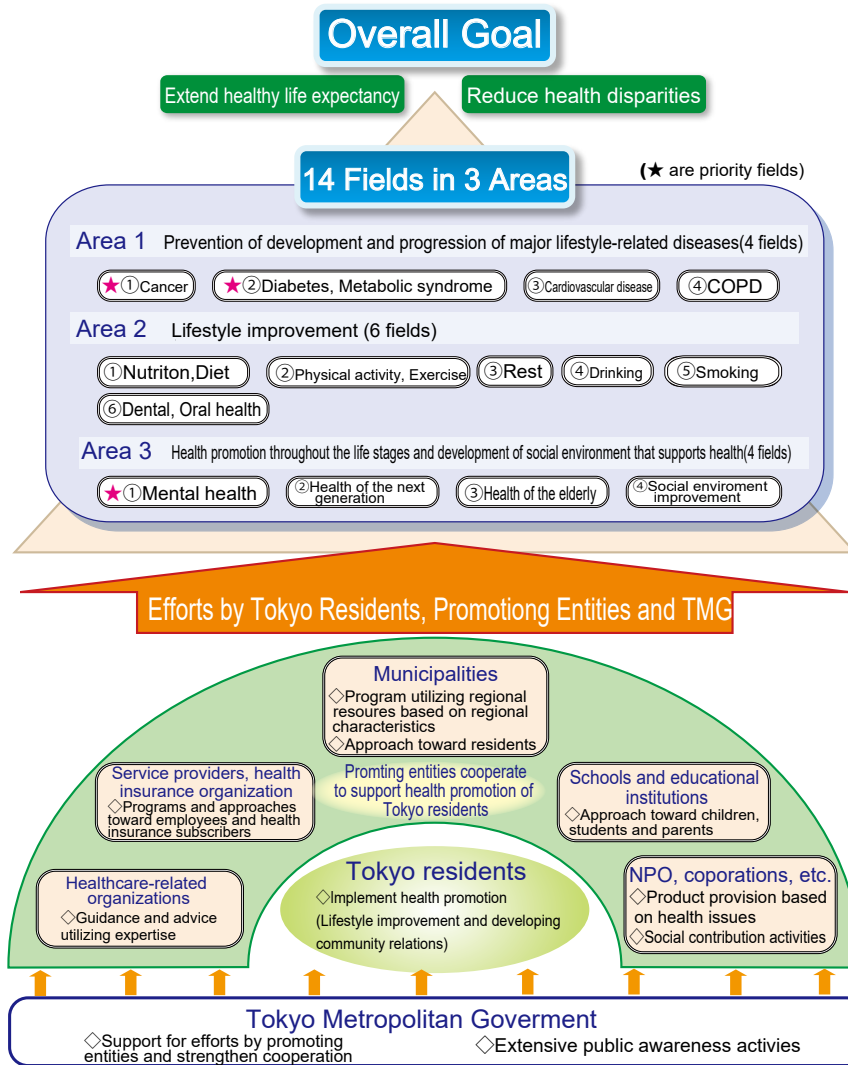 Overall Goal
Extend healthy life expectancy
Reduce health disparities
14 Fields in 3 Areas
(★ are priority fields)
Area 1 Prevention of development and progression of major lifestyle-related diseases(4 fields)
★①Cancer
★②Diabetes, Metabolic syndrome
③Cardiovascular disease
④COPD
Area 2 Lifestyle improvement (6 fields)
①Nutriton,Diet
②Physical activity, Exercise
③Rest
④Drinking
⑤Smoking
⑥Dental, Oral health
Area 3 Health promotion throughout the life stages and development of social environment that supports health(4 fields)
★①Mental health
②Health of the next
generation
③Health of the elderly
④Social enviroment
improvement
Efforts by Tokyo Residents, Promotiong Entities and TMG
Municipalities
◇Program utilizing regional
resoures based on regional
characteristics
◇Approach toward residents
Service providers, health
insurance organization
◇Programs and approaches
toward employees and health
insurance subscribers
Promting entities cooperate
to support health promotion of
Tokyo residents
Schools and educational
institutions
◇Approach toward children,
students and parents
Healthcare-related
organizations
◇Guidance and advice
utilizing expertise
Tokyo residents
◇Implement health promotion
(Lifestyle improvement and developing
community relations)
NPO, coporations, etc.
◇Product provision based
on health issues
◇Social contribution activities
Tokyo Metropolitan Goverment
◇Support for efforts by promoting
entities and strengthen cooperation
◇Extensive public awareness activies